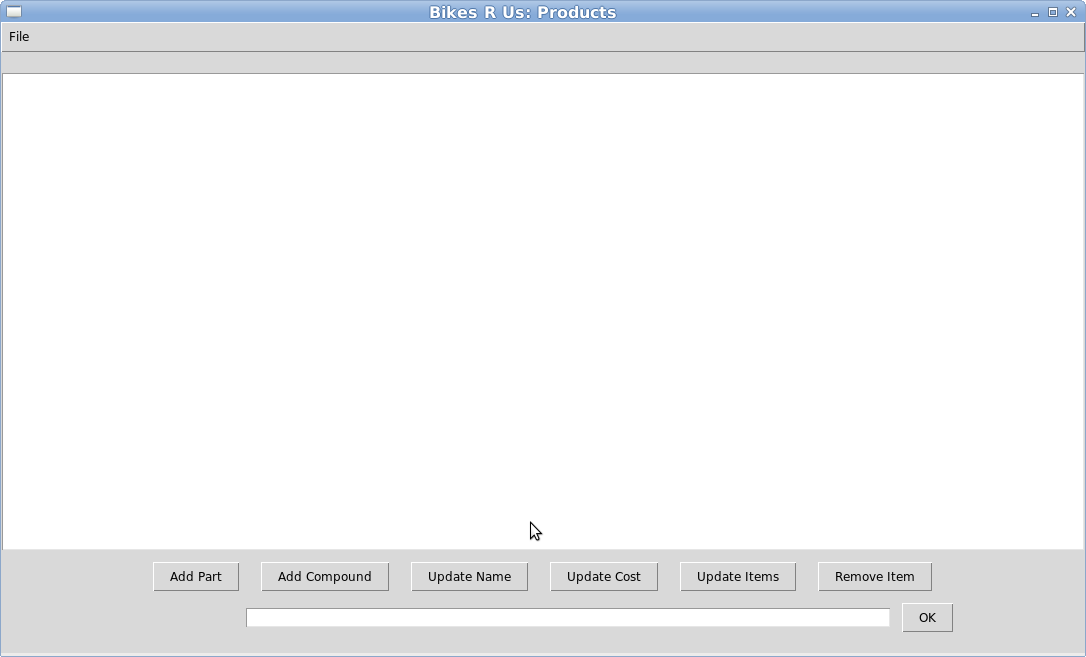 Bikes R Us: Products
File
Add Part Add Compound Update Name Update Cost Update Items Remove Item
OK